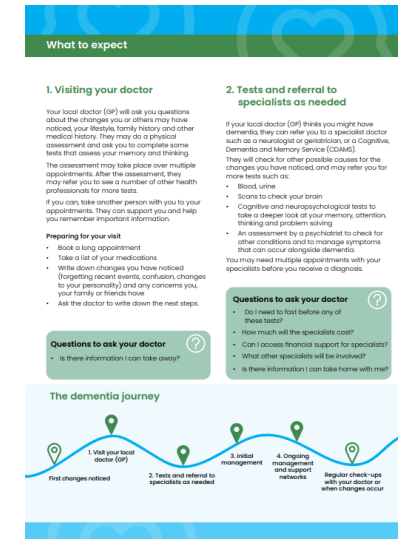 What to expect
1. Visiting your doctor
Your local doctor (GP) will ask you questions
about the changes you or others may have
noticed, your lifestyle, family history and other
medical history. They may do a physical
assessment and ask you to complete some
tests that assess your memory and thinking.
The assessment may take place over multiple
appointments. After the assessment, they
may refer you to see a number of other health
professionals for more tests.
If you can, take another person with you to your
appointments. They can support you and help
you remember important information.
Preparing for your visit
• Book a long appointment
• Take a list of your medications
• Write down changes you have noticed
(forgetting recent events, confusion, changes
to your personality) and any concerns you,
your family or friends have
• Ask the doctor to write down the next steps.
Questions to ask your doctor
?
• Is there information I can take away?
2. Tests and referral to
specialists as needed
If your local doctor (GP) thinks you might have
dementia, they can refer you to a specialist doctor
such as a neurologist or geriatrician, or a Cognitive,
Dementia and Memory Service (CDAMS).
They will check for other possible causes for the
changes you have noticed, and may refer you for
more tests such as:
• Blood, urine
• Scans to check your brain
• Cognitive and neuropsychological tests to
take a deeper look at your memory, attention,
thinking and problem solving
• An assessment by a psychiatrist to check for
other conditions and to manage symptoms
that can occur alongside dementia.
You may need multiple appointments with your
specialists before you receive a diagnosis.
Questions to ask your doctor
?
• Do I need to fast before any of
these tests?
• How much will the specialists cost?
• Can I access financial support for specialists?
• What other specialists will be involved?
• Is there information I can take home with me?
The dementia journey
First changes noticed
1. Visit your local
doctor (GP)
2. Tests and referral to
specialists as needed
3. Initial
management
4. Ongoing
management
and support
networks
Regular check-ups
with your doctor or
when changes occur